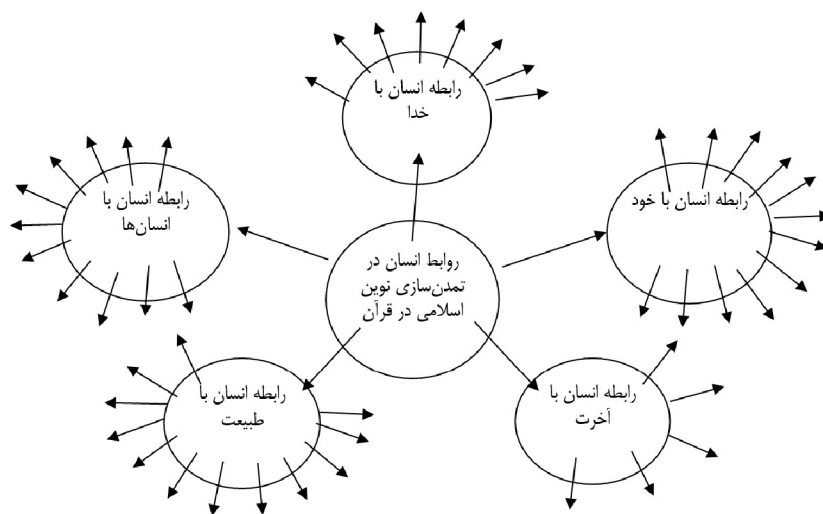 رابطه انسان با
خدا
رابطه انسان با خود
رابطه انسان با
انسان‌ها
روابط انسان در
تمدن‌سازی نوین
اسلامی در قرآن
رابطه انسان با
آخرت
رابطه انسان با
طبیعت